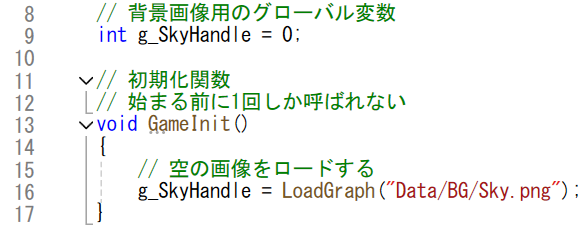 8 // 背景画像用のグローバル変数
9 int g_SkyHandle = 0;
10
11 // 初期化関数
12 // 始まる前に1回しか呼ばれない
13 void GameInit()
14 {
15 // 空の画像をロードする
16 g_SkyHandle = LoadGraph("Data/BG/Sky.png");
17 }